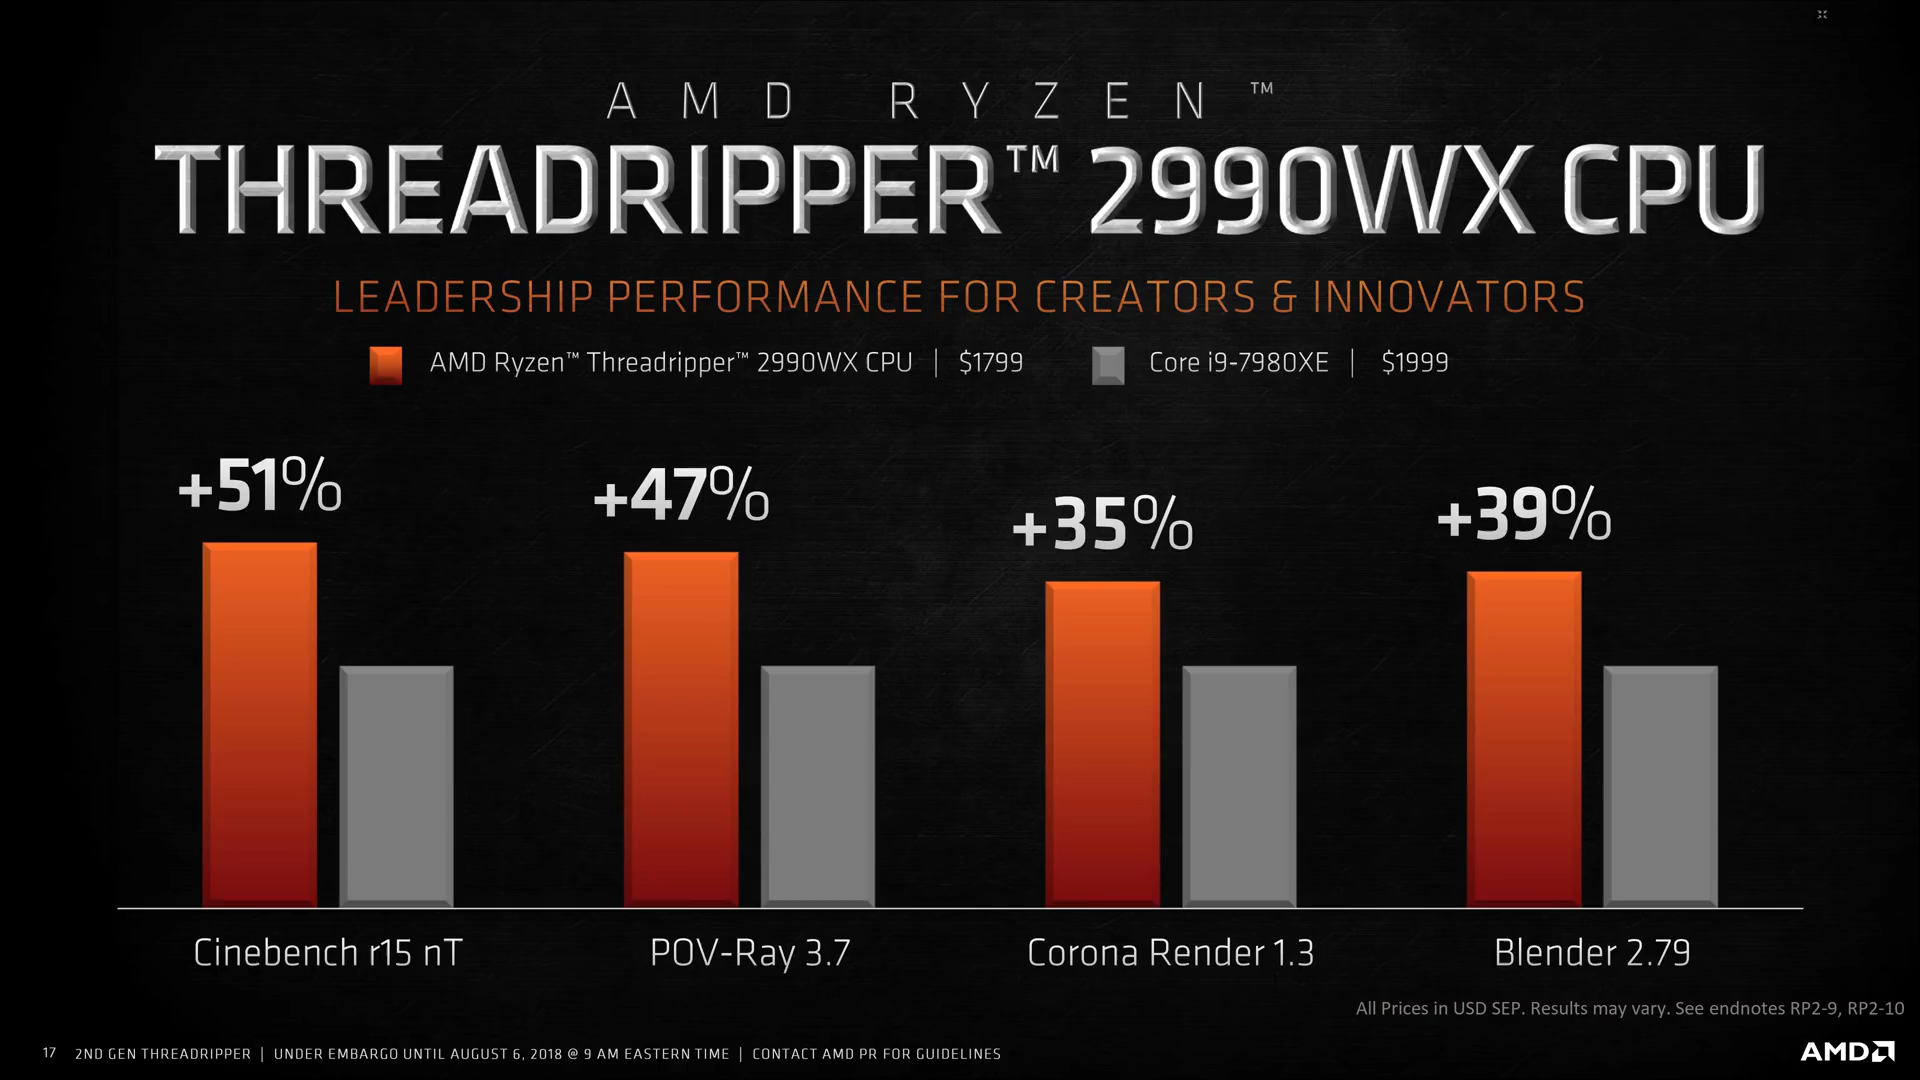 AMD RYZEN™
THREADRIPPER™ 2990WX CPU
LEADERSHIP PERFORMANCE FOR CREATORS & INNOVATORS
AMD Ryzen™ Threadripper™ 2990WX CPU | $1799
Core i9-7980XE | $1999
+51%
+47%
+35%
+39%
Cinebench r15 nT
POV-Ray 3.7
Corona Render 1.3
Blender 2.79
All Prices in USD SEP. Results may vary. See endnotes RP2-9, RP2-10
17 2ND GEN THREADRIPPER | UNDER EMBARGO UNTIL AUGUST 6, 2018 @ 9 AM EASTERN TIME | CONTACT AMD PR FOR GUIDELINES
AMD